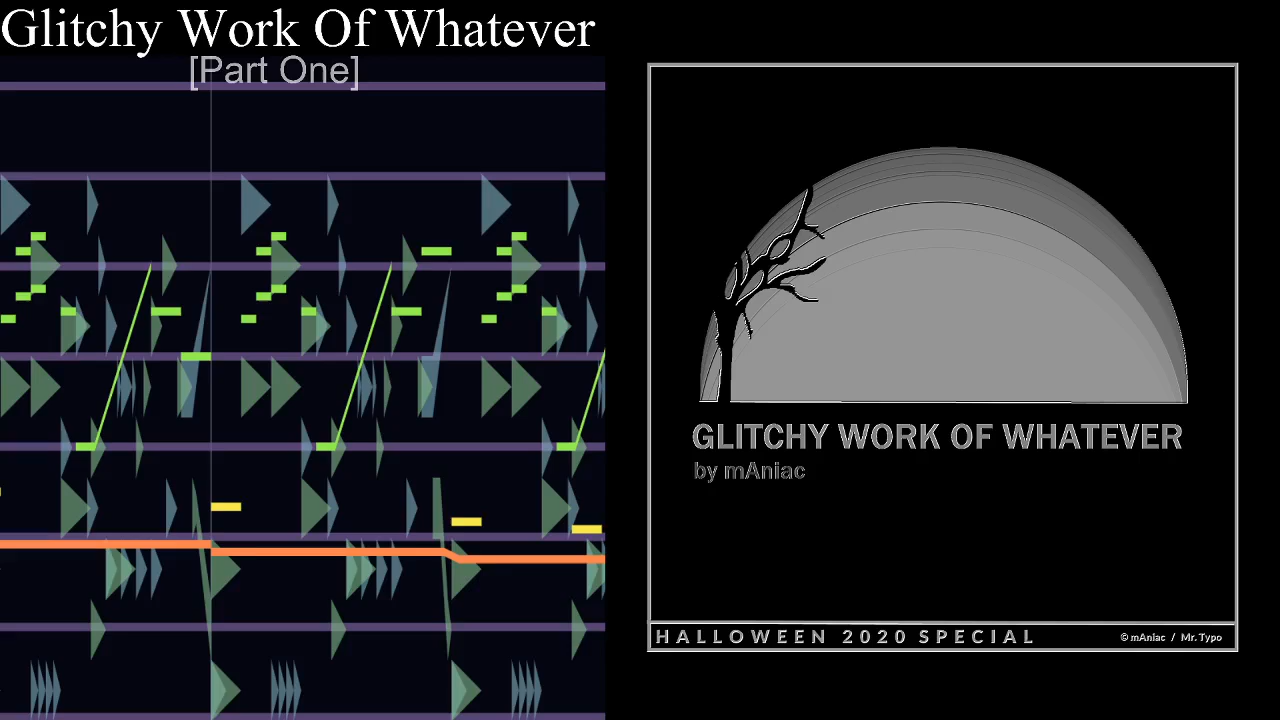 Glitchy Work Of Whatever
[Part One]
GLITCHY WORK OF WHATEVER
by mAniac
HALLOWEEN 2020 SPECIAL
© mAniac / Mr. Typo